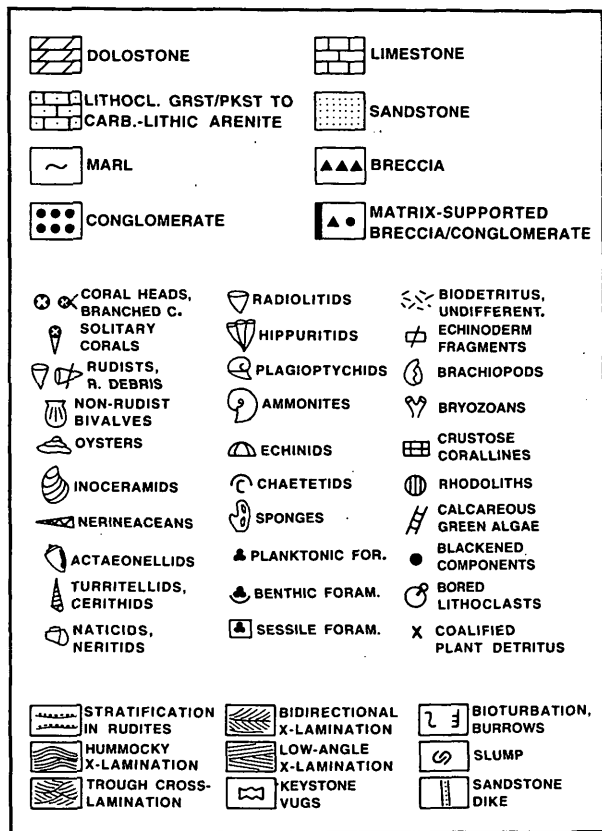 DOLOSTONE
LIMESTONE
LITHOCL. GRST/PKST TO
CARB.-LITHIC ARENITE
SANDSTONE
MARL
BRECCIA
CONGLOMERATE
MATRIX-SUPPORTED
BRECCIA/CONGLOMERATE
CORAL HEADS,
BRANCHED C.
SOLITARY
CORALS
RUDISTS,
R. DEBRIS
NON-RUDIST
BIVALVES
OYSTERS
INOCERAMIDS
NERINEACEANS
ACTAEONELLIDS
TURRITELLIDS,
CERITHIDS
NATICIDS,
NERITIDS
RADIOLITIDS
HIPPURITIDS
PLAGIOPTYCHIDS
AMMONITES
ECHINIDS
CHAETETIDS
SPONGES
PLANKTONIC FOR.
BENTHIC FORAM.
SESSILE FORAM.
BIODETRITUS,
UNDIFFERENT.
ECHINODERM
FRAGMENTS
BRACHIOPODS
BRYOZOANS
CRUSTOSE
CORALLINES
RHODOLITHS
CALCAREOUS
GREEN ALGAE
BLACKENED
COMPONENTS
BORED
LITHOCLASTS
X COALIFIED
PLANT DETRITUS
STRATIFICATION
IN RUDITES
HUMMOCKY
X-LAMINATION
TROUGH CROSS-
LAMINATION
BIDIRECTIONAL
X-LAMINATION
LOW-ANGLE
X-LAMINATION
KEYSTONE
VUGS
BIOTURBATION,
BURROWS
SLUMP
SANDSTONE
DIKE